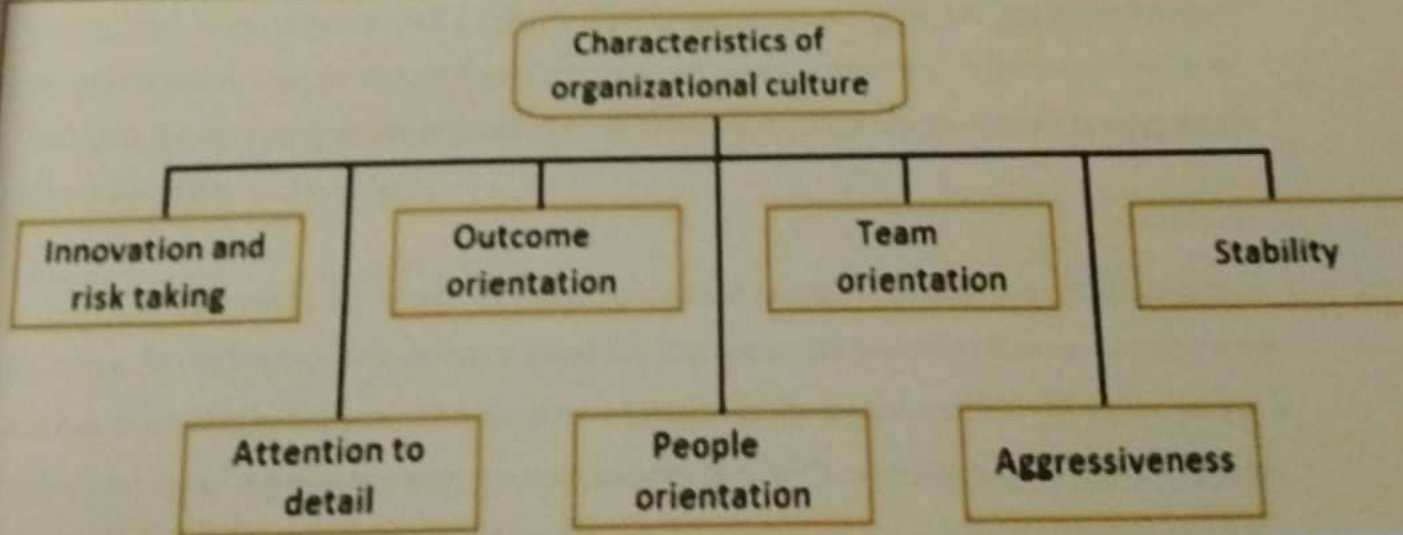 Characteristics of
organizational culture
Innovation and
risk taking
Outcome
orientation
Team
orientation
Stability
Attention to
detail
People
orientation
Aggressiveness